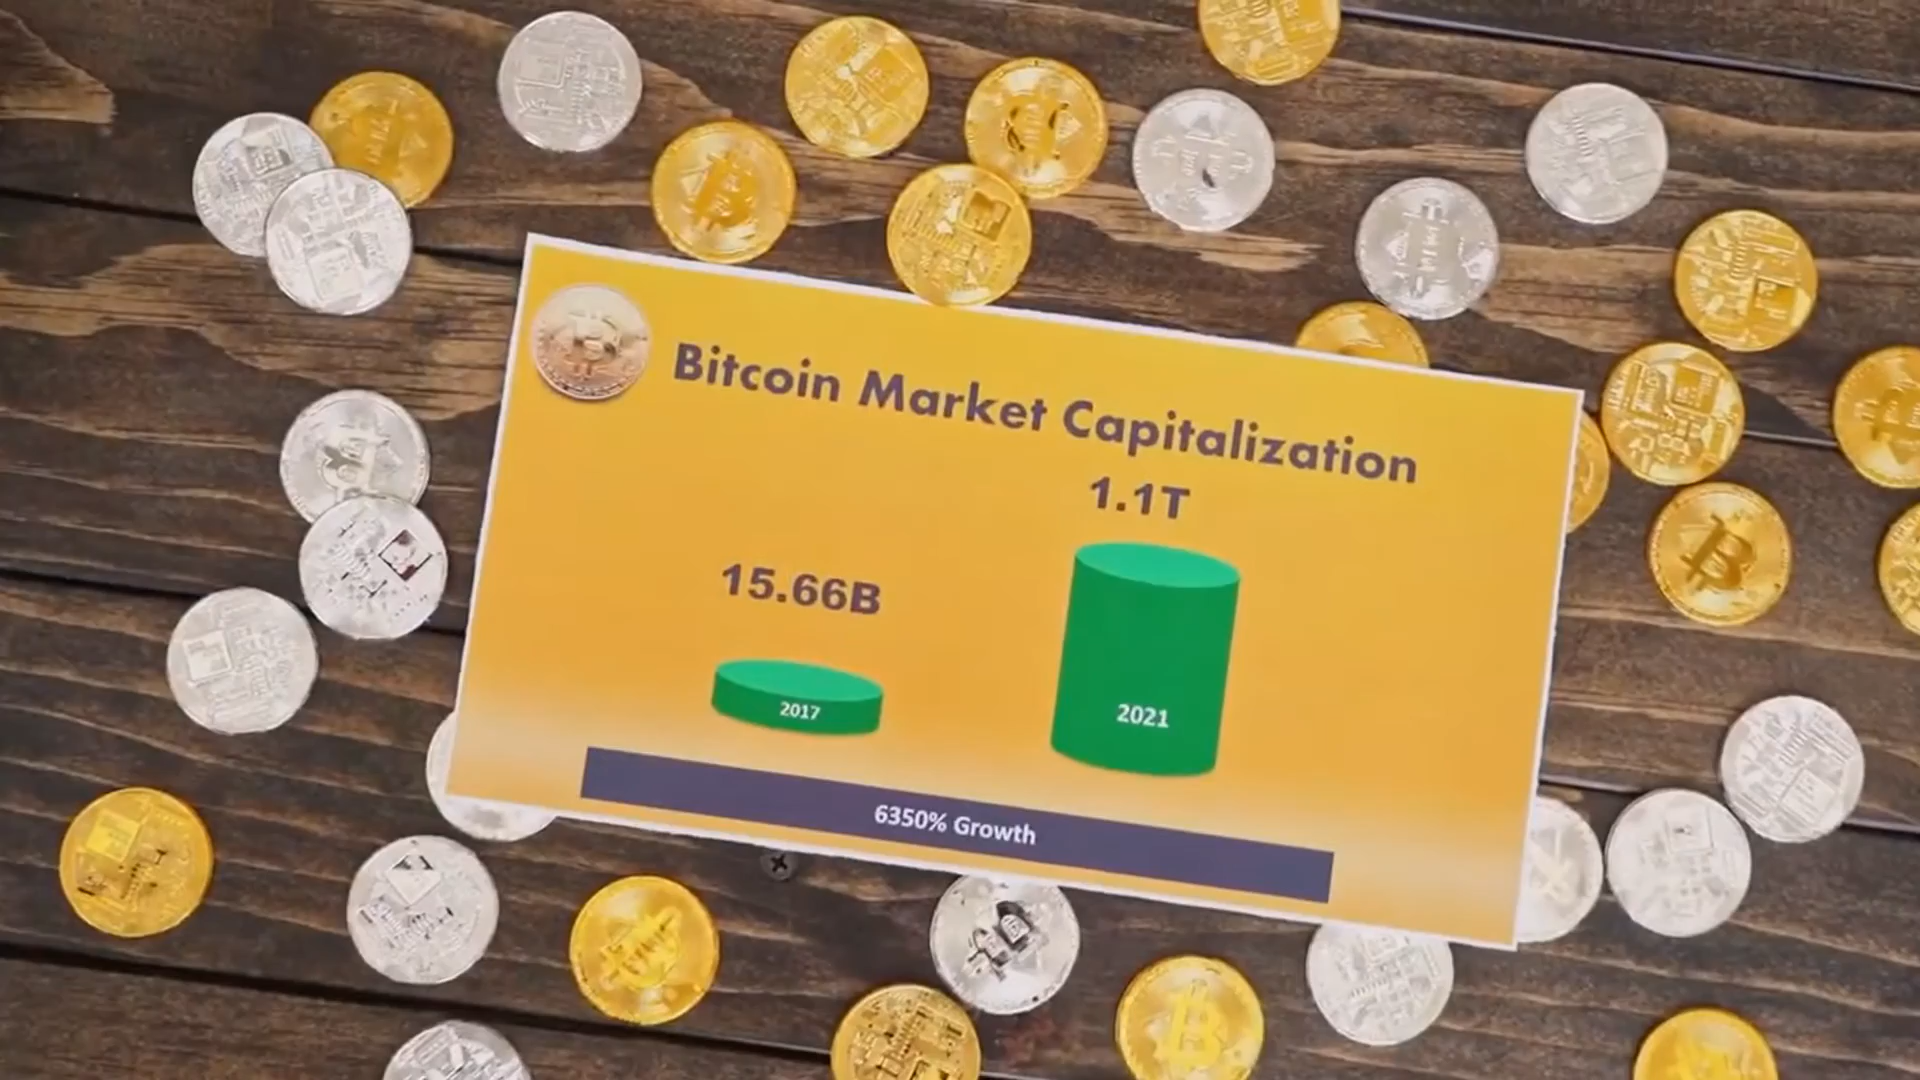 Bitcoin Market Capitalization
1.1T
15.66B
2017
2021
6350% Growth